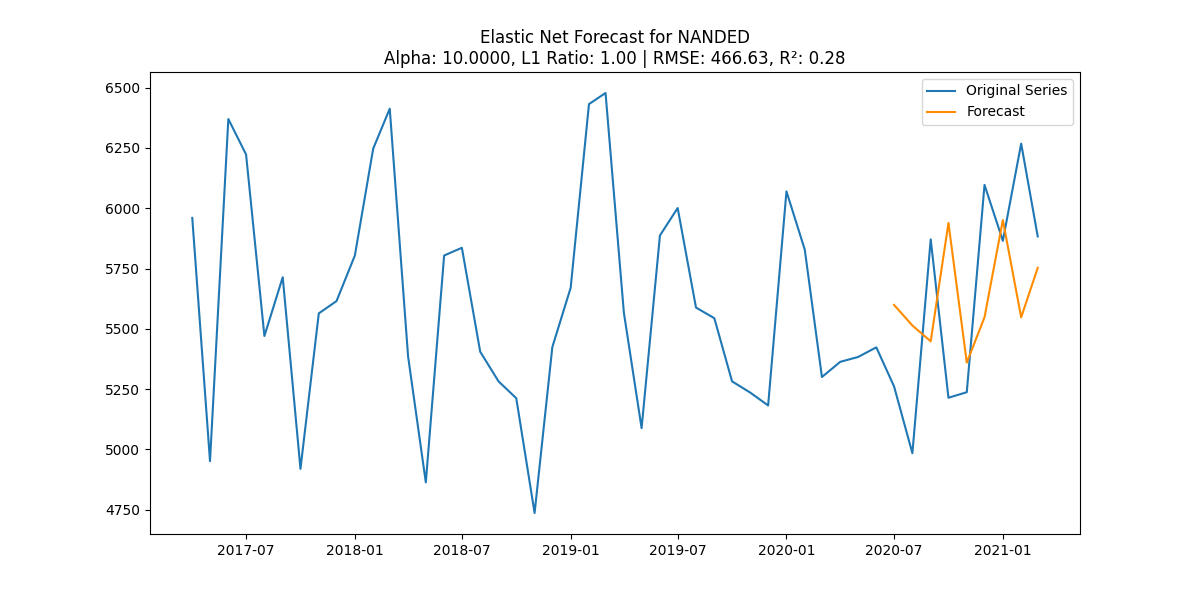 Elastic Net Forecast for NANDED
Alpha: 10.0000, L1 Ratio: 1.00 | RMSE: 466.63, R²: 0.28
Original Series
Forecast
6500
6250
6000
5750
5500
5250
5000
4750
2017-07 2018-01 2018-07 2019-01 2019-07 2020-01 2020-07 2021-01